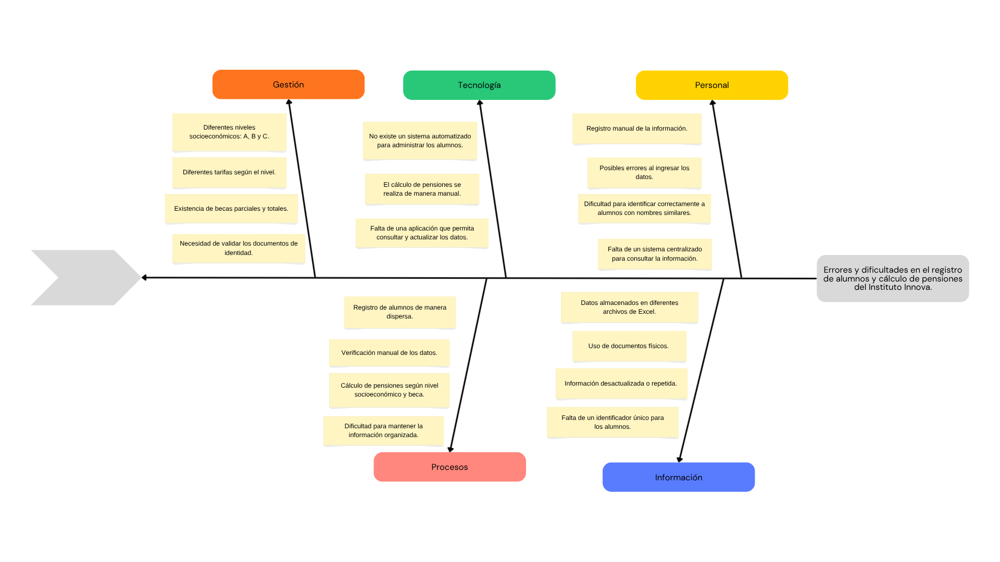 Gestión
Tecnología
Personal
Diferentes niveles
socioeconómicos: A, B y C.
Diferentes tarifas según el nivel.
Existencia de becas parciales y totales.
Necesidad de validar los documentos de
identidad.
No existe un sistema automatizado
para administrar los alumnos.
El cálculo de pensiones se
realiza de manera manual.
Falta de una aplicación que permita
consultar y actualizar los datos.
Registro manual de la información.
Posibles errores al ingresar los
datos.
Dificultad para identificar correctamente a
alumnos con nombres similares.
Falta de un sistema centralizado
para consultar la información.
Errores y dificultades en el registro
de alumnos y cálculo de pensiones
del Instituto Innova.
Registro de alumnos de manera
dispersa.
Verificación manual de los datos.
Cálculo de pensiones según nivel
socioeconómico y beca.
Dificultad para mantener la
información organizada.
Datos almacenados en diferentes
archivos de Excel.
Uso de documentos físicos.
Información desactualizada o repetida.
Falta de un identificador único para
los alumnos.
Procesos
Información